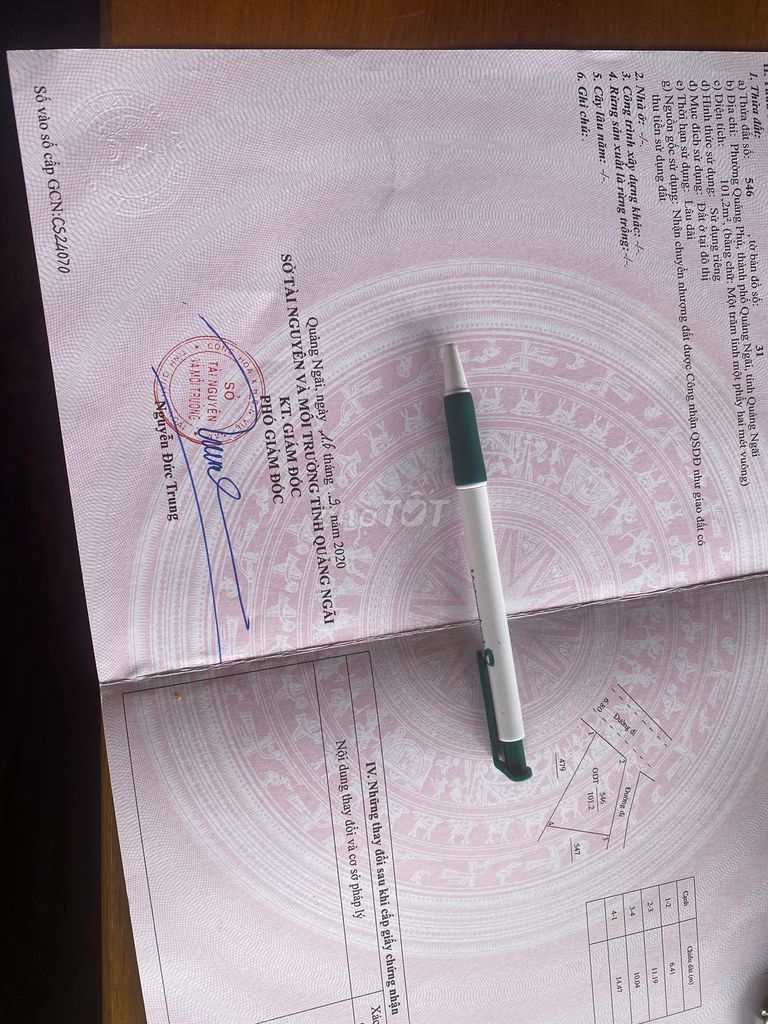 1. Thửa đất:
a) Thửa đất số: 546 , tờ bản đồ số: 31
b) Địa chỉ: Phường Quảng Phú, thành phố Quảng Ngãi, tỉnh Quảng Ngãi
c) Diện tích: 101.2m². (bằng chữ: Một trăm linh một phẩy hai mét vuông)
d) Hình thức sử dụng: Sử dụng riêng
đ) Mục đích sử dụng: Đất ở tại đô thị
e) Thời hạn sử dụng: Lâu dài
g) Nguồn gốc sử dụng: Nhận chuyển nhượng đất được Công nhận QSDĐ như giao đất có
thu tiền sử dụng đất
2. Nhà ở: -/-.
3. Công trình xây dựng khác: -/-.
4. Rừng sản xuất là rừng trồng: -/-.
5. Cây lâu năm: -/-.
6. Ghi chú:.
Quảng Ngãi, ngày 16 tháng 9 năm 2020
SỞ TÀI NGUYÊN VÀ MÔI TRƯỜNG TỈNH QUẢNG NGÃI
KT. GIÁM ĐỐC
PHÓ GIÁM ĐỐC
SỞ
TÀI NGUYÊN
VÀ MÔI TRƯỜNG
Nguyễn Đức Trung
Số vào sổ cấp GCN: CS24070
choTỐT
6.80
Đường đi
Đường đi
1
2
3
4
546
ODT 101.2
479
547
Cạnh Chiều dài (m)
1-2 6.41
2-3 11.19
3-4 10.04
4-1 14.47
IV. Những thay đổi sau khi cấp giấy chứng nhận
Nội dung thay đổi và cơ sở pháp lý
Xác